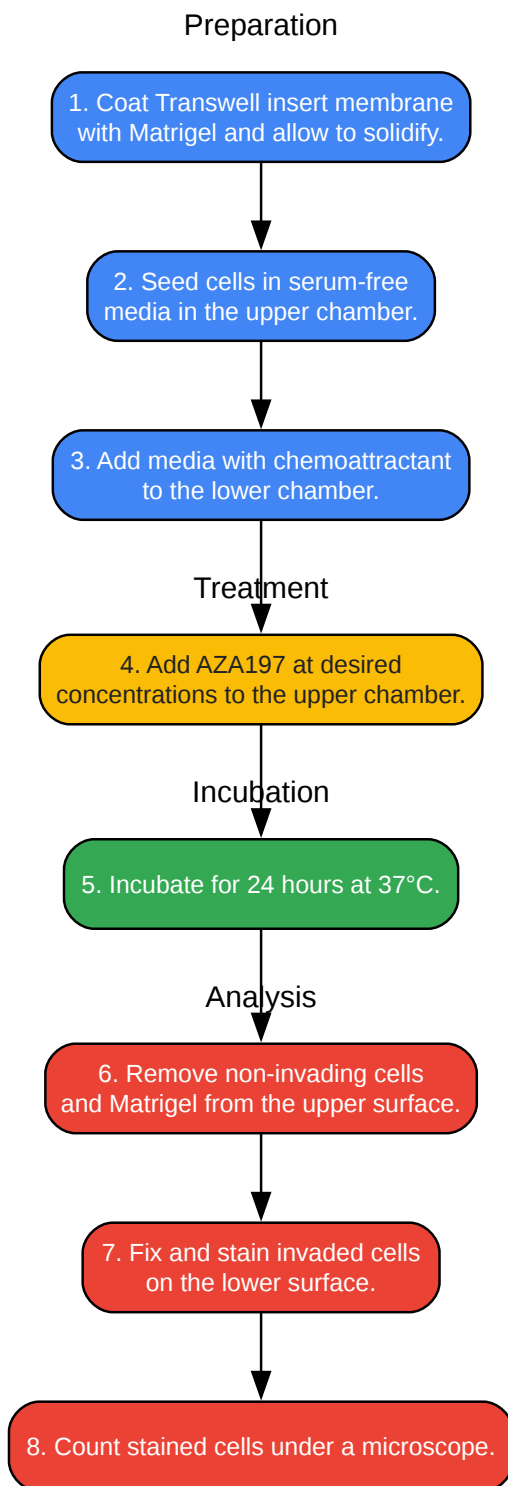 Preparation
1. Coat Transwell insert membrane
with Matrigel and allow to solidify.
2. Seed cells in serum-free
media in the upper chamber.
3. Add media with chemoattractant
to the lower chamber.
Treatment
4. Add AZA197 at desired
concentrations to the upper chamber.
Incubation
5. Incubate for 24 hours at 37°C.
Analysis
6. Remove non-invading cells
and Matrigel from the upper surface.
7. Fix and stain invaded cells
on the lower surface.
8. Count stained cells under a microscope.